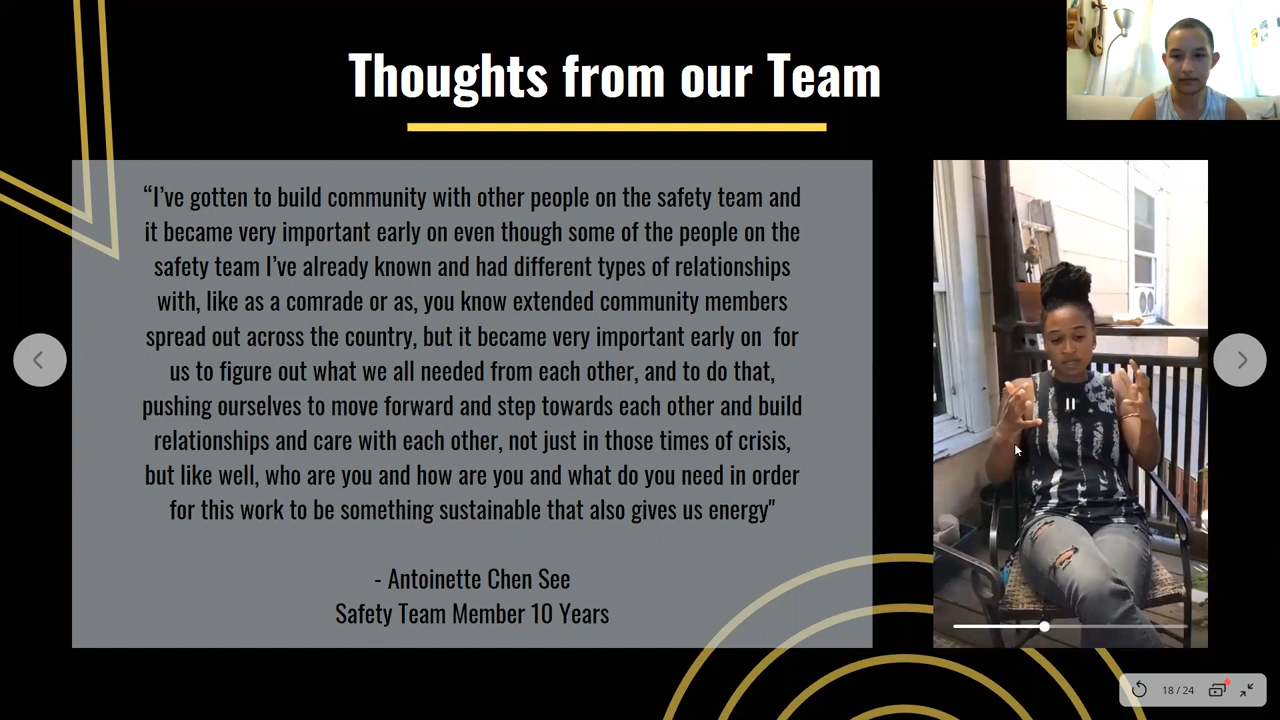 Thoughts from our Team
“I’ve gotten to build community with other people on the safety team and
it became very important early on even though some of the people on the
safety team I’ve already known and had different types of relationships
with, like as a comrade or as, you know extended community members
spread out across the country, but it became very important early on  for
us to figure out what we all needed from each other, and to do that,
pushing ourselves to move forward and step towards each other and build
relationships and care with each other, not just in those times of crisis,
but like well, who are you and how are you and what do you need in order
for this work to be something sustainable that also gives us energy"
- Antoinette Chen See
Safety Team Member 10 Years
18 / 24